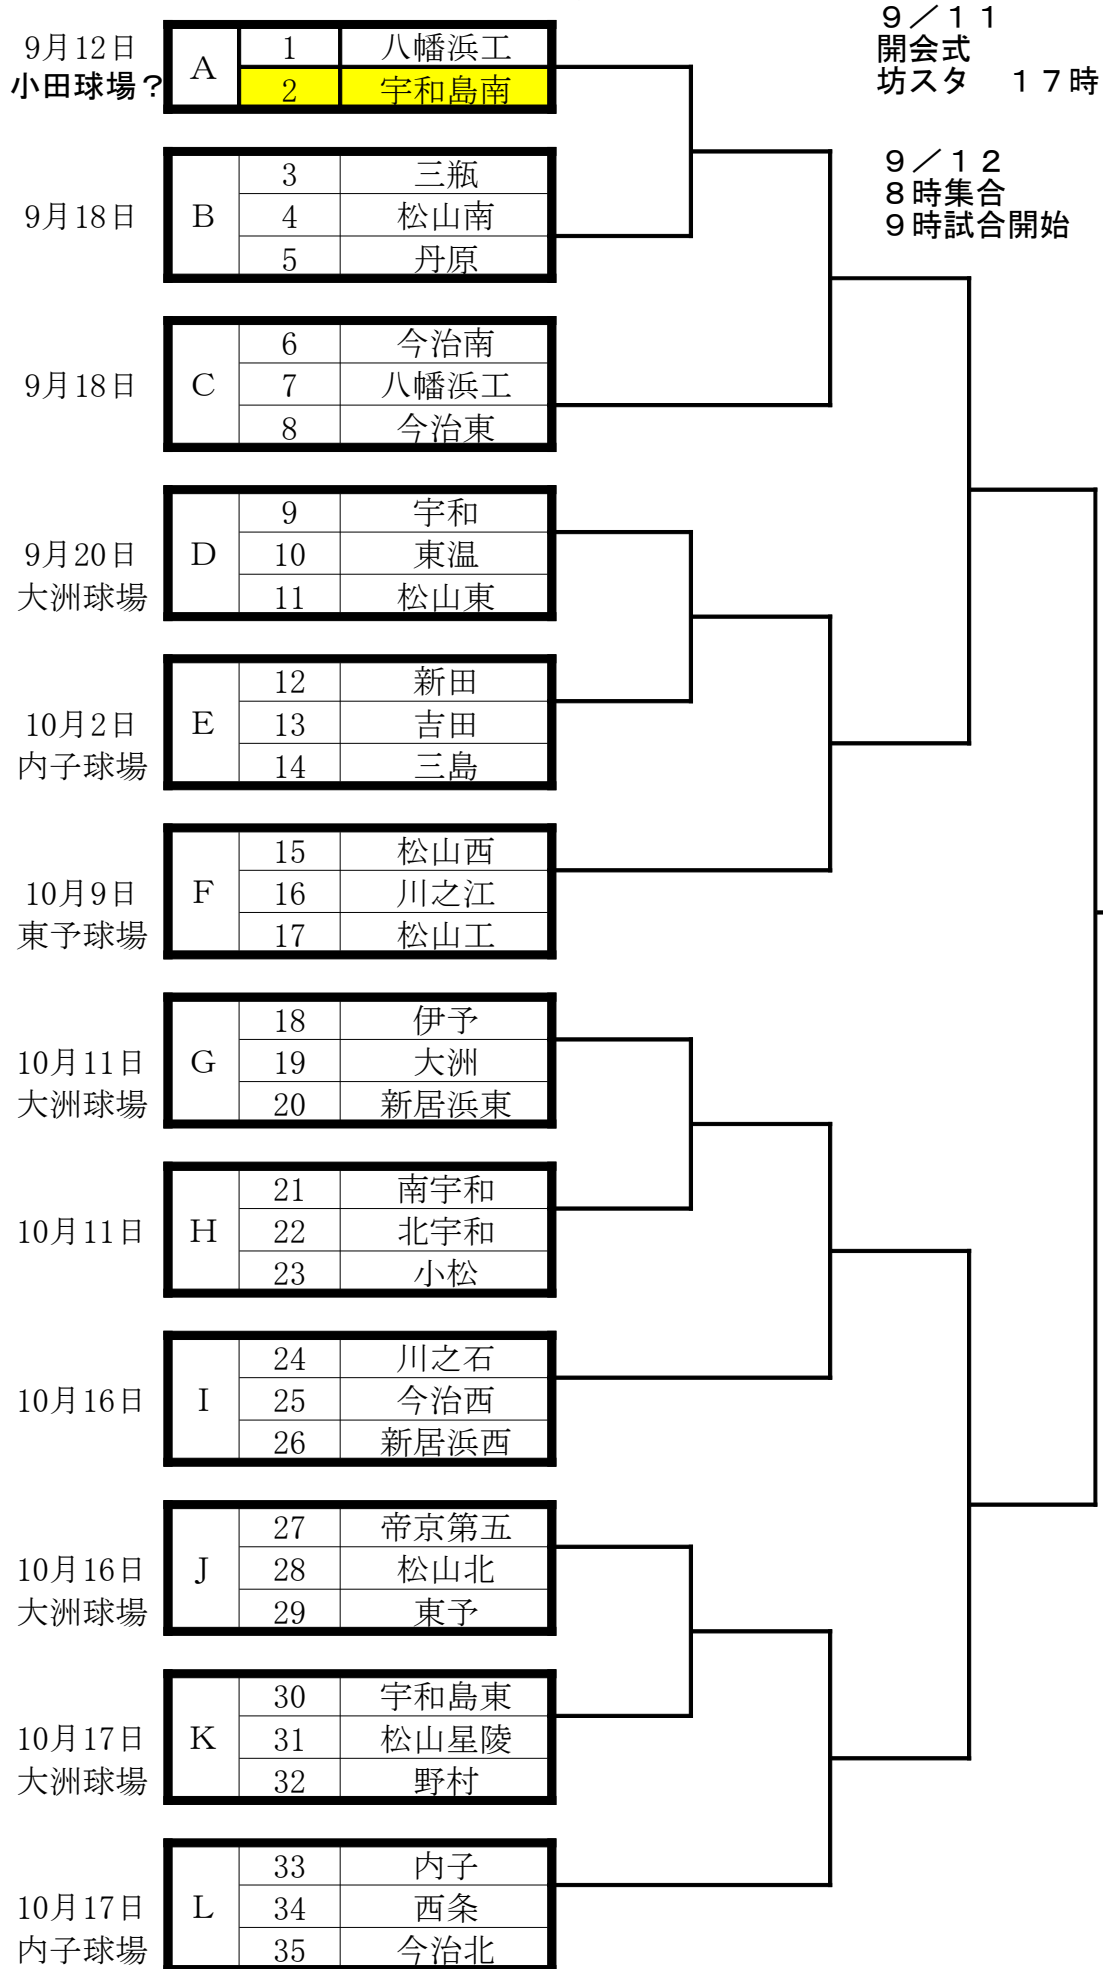 9／11
開会式
坊スタ　17時
9／12
8時集合
9時試合開始
9月12日
小田球場？
A
1 八幡浜工
2 宇和島南
9月18日
B
3 三瓶
4 松山南
5 丹原
9月18日
C
6 今治南
7 八幡浜工
8 今治東
9月20日
大洲球場
D
9 宇和
10 東温
11 松山東
10月2日
内子球場
E
12 新田
13 吉田
14 三島
10月9日
東予球場
F
15 松山西
16 川之江
17 松山工
10月11日
大洲球場
G
18 伊予
19 大洲
20 新居浜東
10月11日
H
21 南宇和
22 北宇和
23 小松
10月16日
I
24 川之石
25 今治西
26 新居浜西
10月16日
大洲球場
J
27 帝京第五
28 松山北
29 東予
10月17日
大洲球場
K
30 宇和島東
31 松山星陵
32 野村
10月17日
内子球場
L
33 内子
34 西条
35 今治北